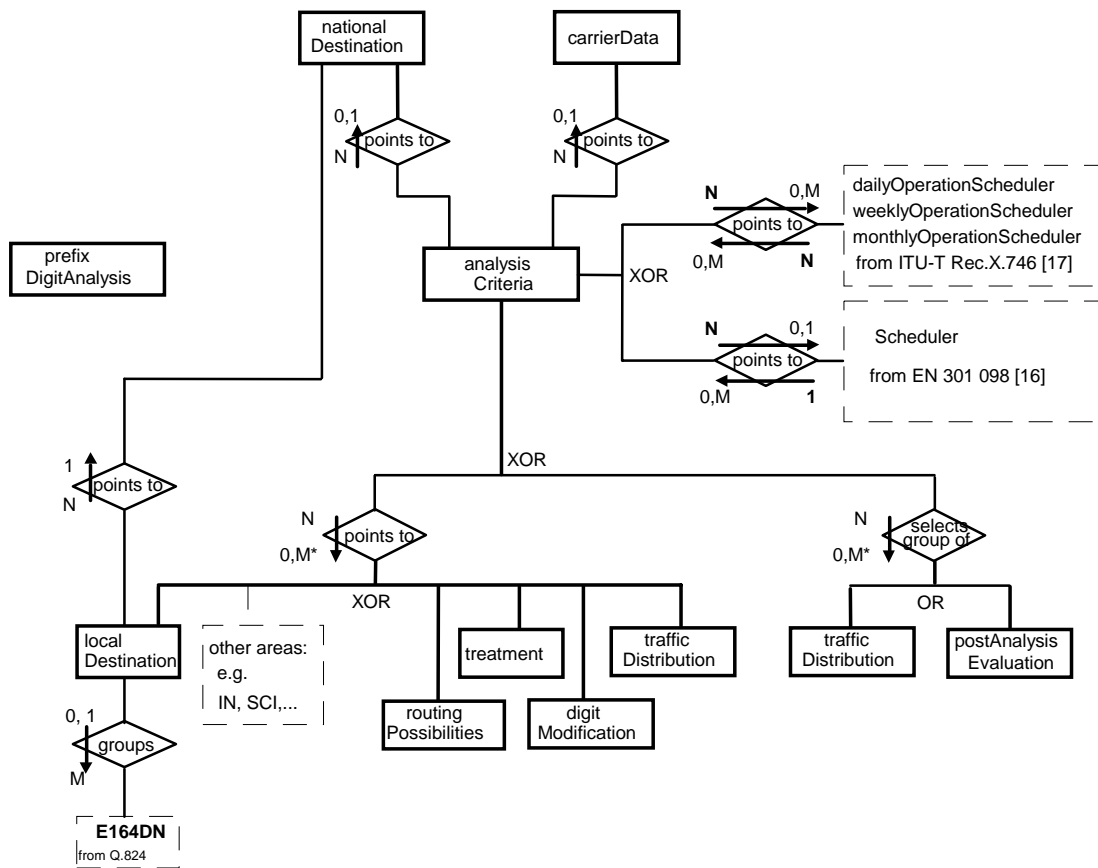 national
Destination
carrierData
0,1
points to
N
0,1
points to
N
N
0,M
points to
0,M
N
dailyOperationScheduler
weeklyOperationScheduler
monthlyOperationScheduler
from ITU-T Rec.X.746 [17]
prefix
DigitAnalysis
analysis
Criteria
XOR
N
0,1
points to
0,M
1
Scheduler
from EN 301 098 [16]
XOR
1
points to
N
N
points to
0,M*
N
selects
group of
0,M*
XOR
OR
local
Destination
other areas:
e.g.
IN, SCI,...
treatment
traffic
Distribution
traffic
Distribution
postAnalysis
Evaluation
routing
Possibilities
digit
Modification
0, 1
groups
M
E164DN
from Q.824